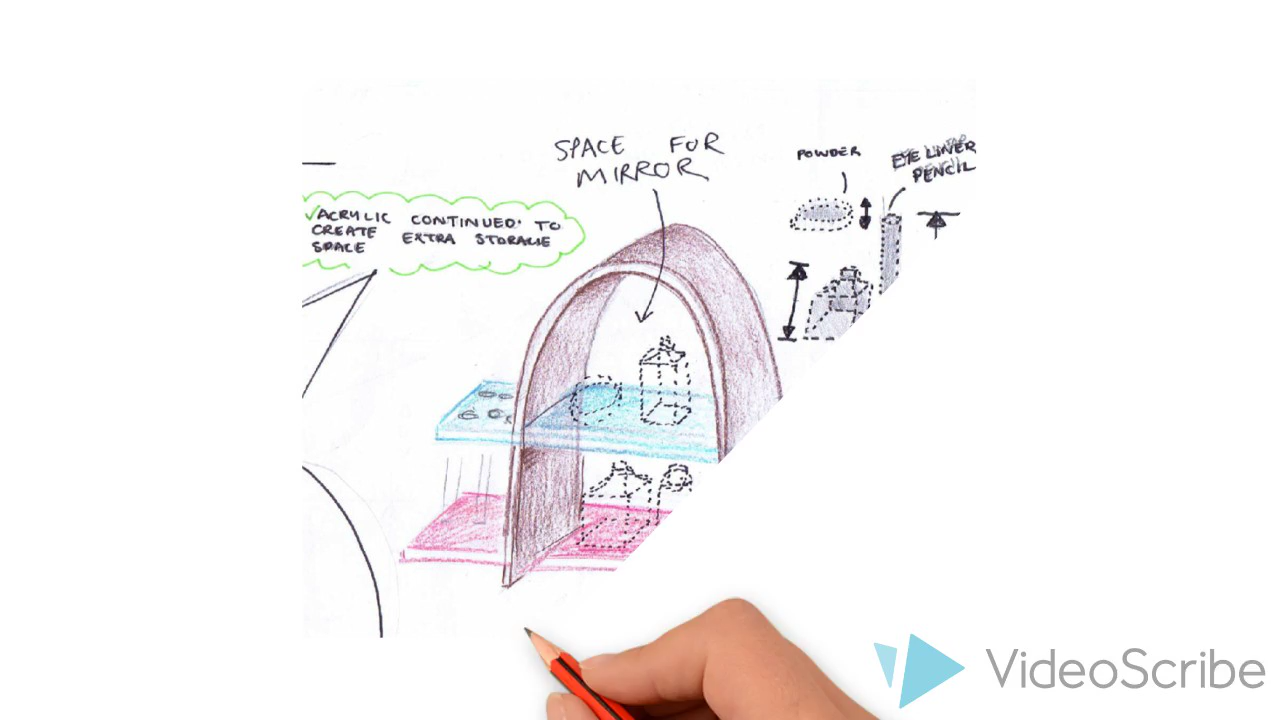 SPACE FOR
MIRROR
POWDER
EYE LINER
PENCIL
ACRYLIC CONTINUED TO
CREATE EXTRA STORAGE
SPACE
VideoScribe